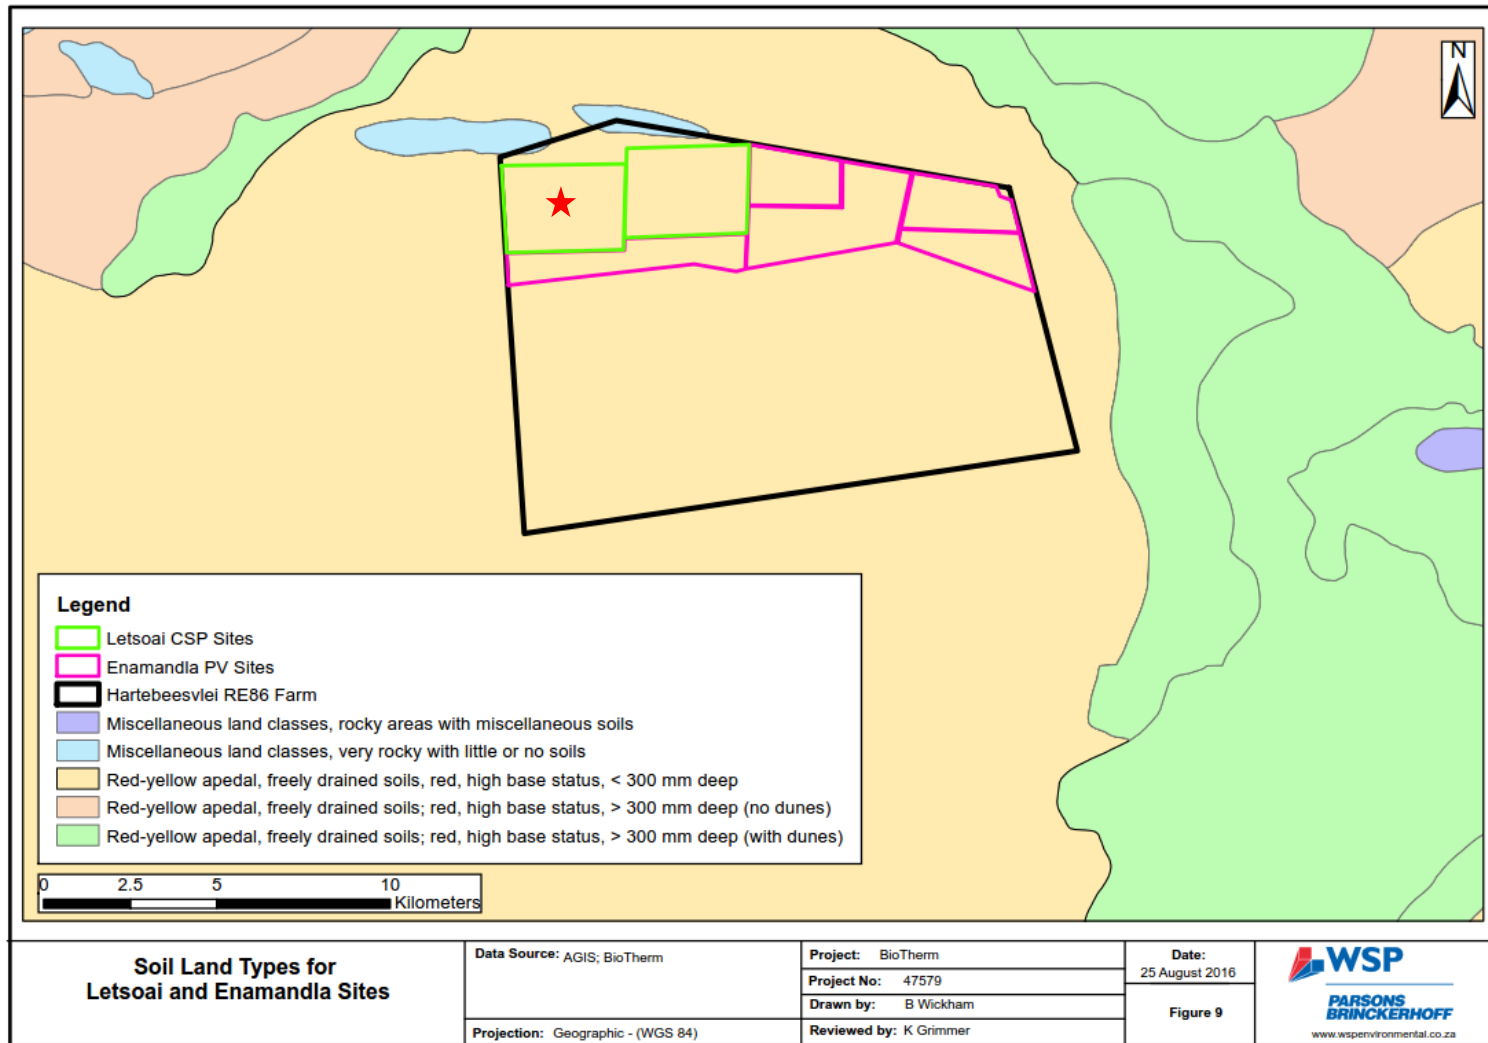 N
Legend
Letsoai CSP Sites
Enamandla PV Sites
Hartebeesvlei RE86 Farm
Miscellaneous land classes, rocky areas with miscellaneous soils
Miscellaneous land classes, very rocky with little or no soils
Red-yellow apedal, freely drained soils, red, high base status, < 300 mm deep
Red-yellow apedal, freely drained soils; red, high base status, > 300 mm deep (no dunes)
Red-yellow apedal, freely drained soils; red, high base status, > 300 mm deep (with dunes)
0 2.5 5 10
Kilometers
Soil Land Types for
Letsoai and Enamandla Sites
Data Source: AGIS; BioTherm
Projection: Geographic - (WGS 84)
Project: BioTherm
Project No: 47579
Drawn by: B Wickham
Reviewed by: K Grimmer
Date:
25 August 2016
Figure 9
WSP
PARSONS
BRINCKERHOFF
www.wspenvironmental.co.za